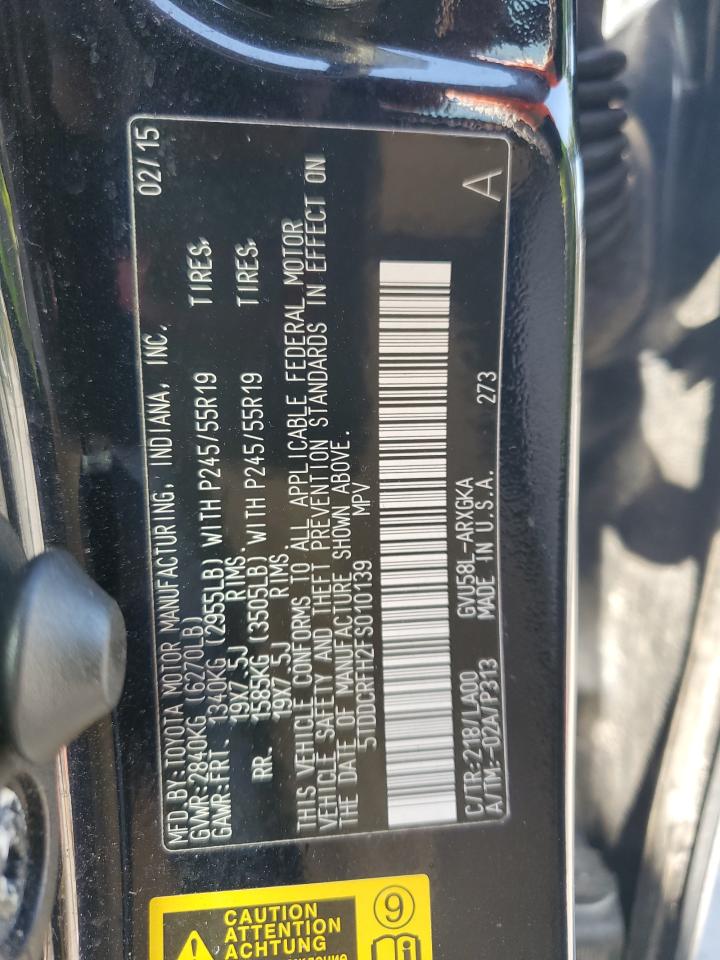 MFD.BY:TOYOTA MOTOR MANUFACTURING, INDIANA, INC. 02/15
GVWR:2840KG (6270LB)
GAWR:FRT. 1340KG (2955LB) WITH P245/55R19 TIRES,
19X7.5J RIMS.
RR. 1585KG (3505LB) WITH P245/55R19 TIRES,
19X7.5J RIMS
THIS VEHICLE CONFORMS TO ALL APPLICABLE FEDERAL MOTOR
VEHICLE SAFETY AND THEFT PREVENTION STANDARDS IN EFFECT ON
THE DATE OF MANUFACTURE SHOWN ABOVE.
5TDDCRFH2FS010139 MPV
C/TR:218/LA00 GVU58L-ARXGKA
A/TM:-02A/P313 MADE IN U.S.A. 273 A
CAUTION
ATTENTION
ACHTUNG
9